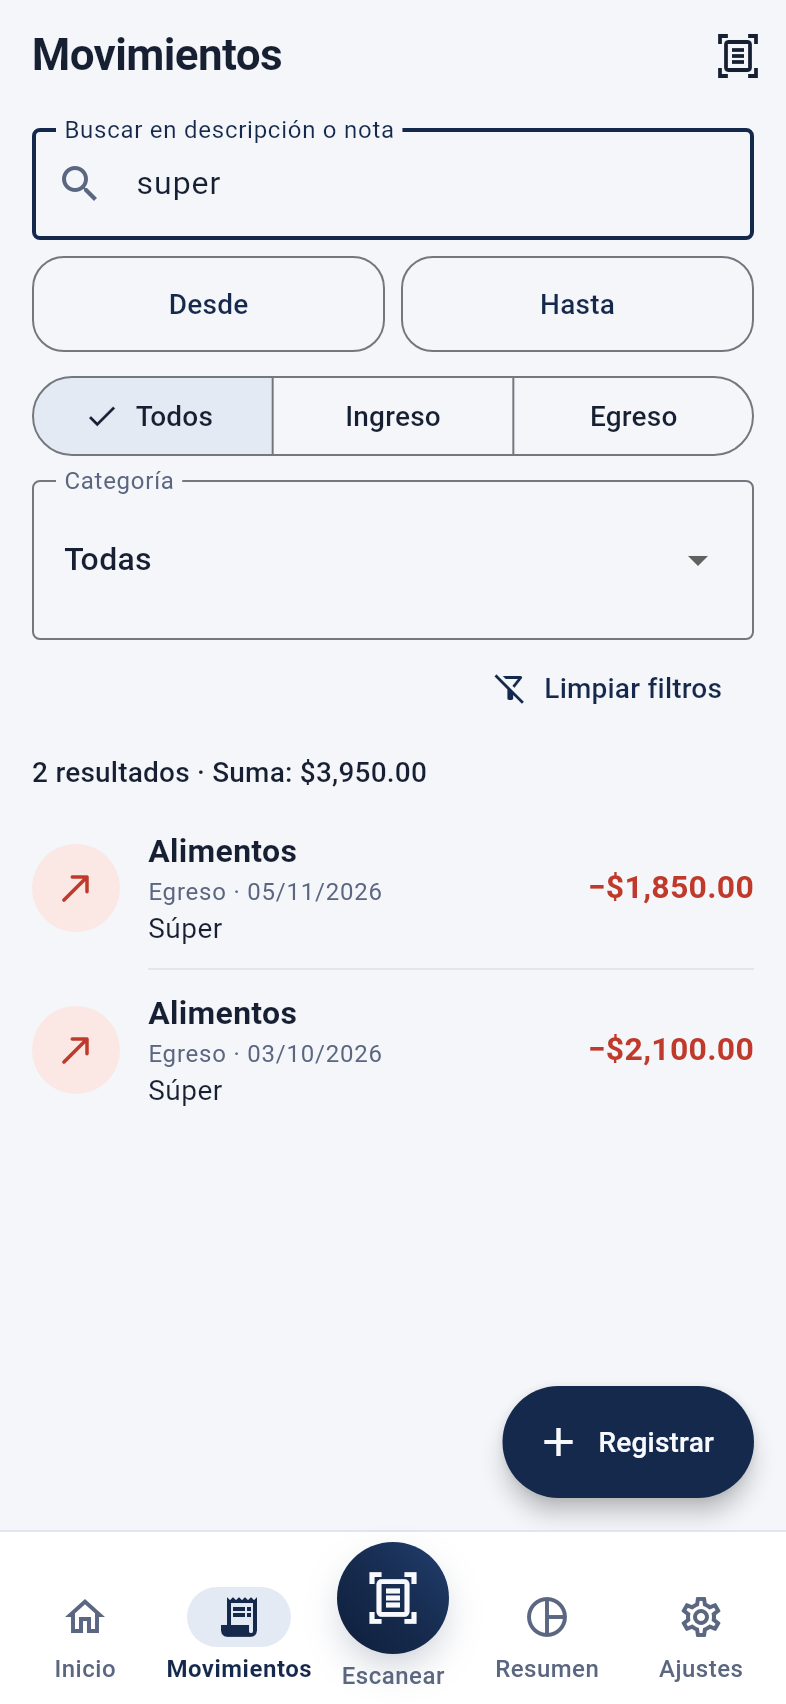 Movimientos
Buscar en descripción o nota
super
Desde Hasta
Todos Ingreso Egreso
Categoría
Todas
Limpiar filtros
2 resultados · Suma: $3,950.00
Alimentos
Egreso · 05/11/2026
Súper
−$1,850.00
Alimentos
Egreso · 03/10/2026
Súper
−$2,100.00
Registrar
Inicio Movimientos Escanear Resumen Ajustes